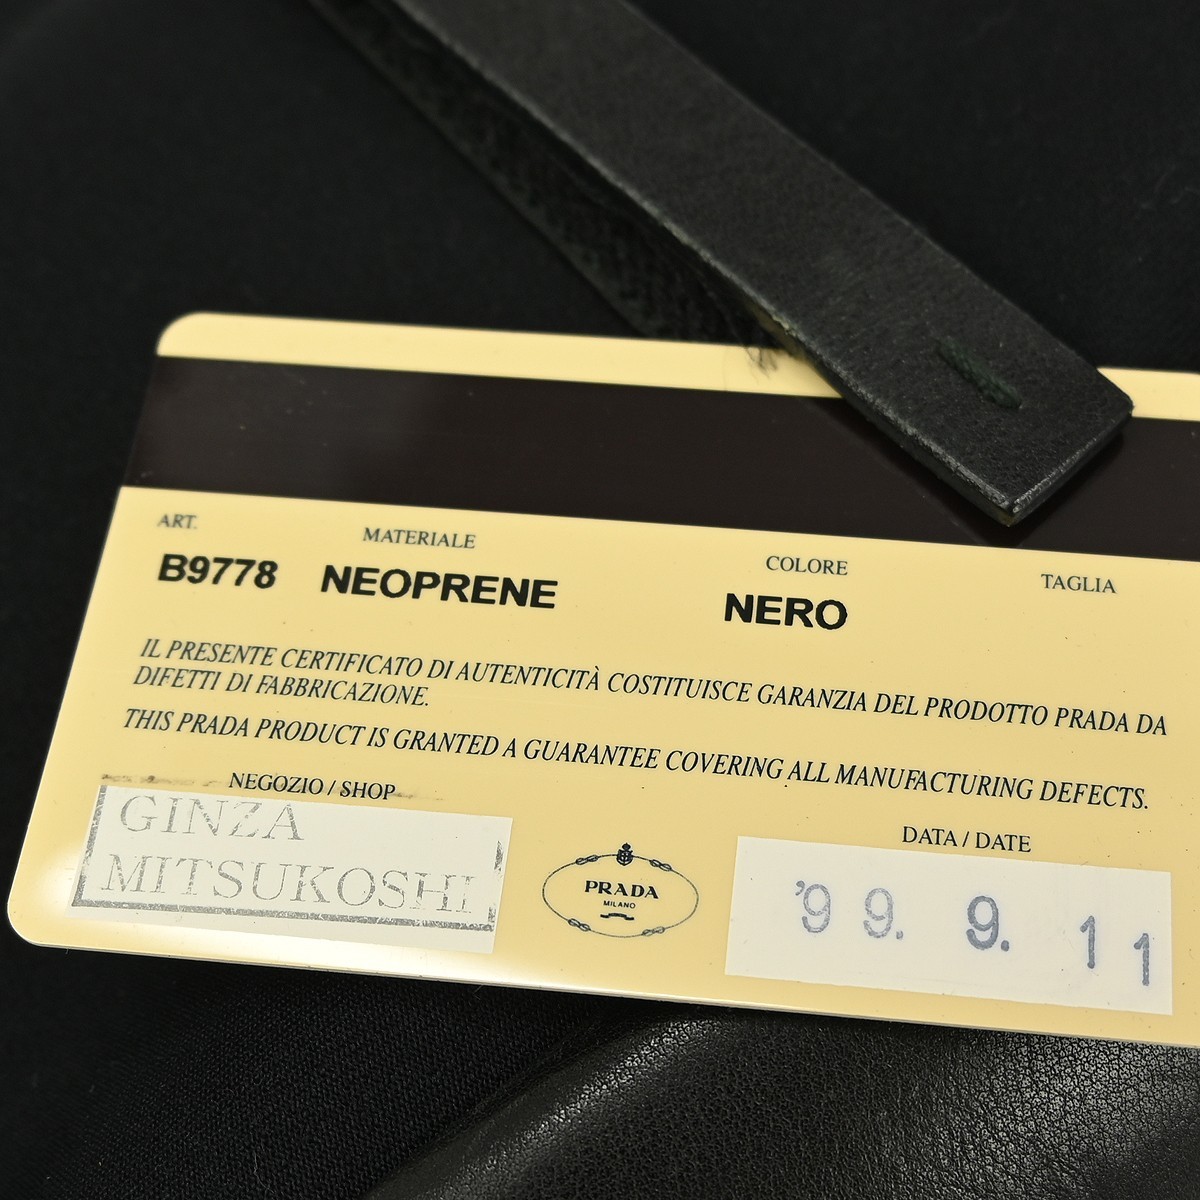 ART. MATERIALE COLORE TAGLIA
B9778 NEOPRENE NERO
IL PRESENTE CERTIFICATO DI AUTENTICITÀ COSTITUISCE GARANZIA DEL PRODOTTO PRADA DA
DIFETTI DI FABBRICAZIONE.
THIS PRADA PRODUCT IS GRANTED A GUARANTEE COVERING ALL MANUFACTURING DEFECTS.
NEGOZIO / SHOP
GINZA
MITSUKOSHI
PRADA
MILANO
DATA / DATE
'99. 9. 11